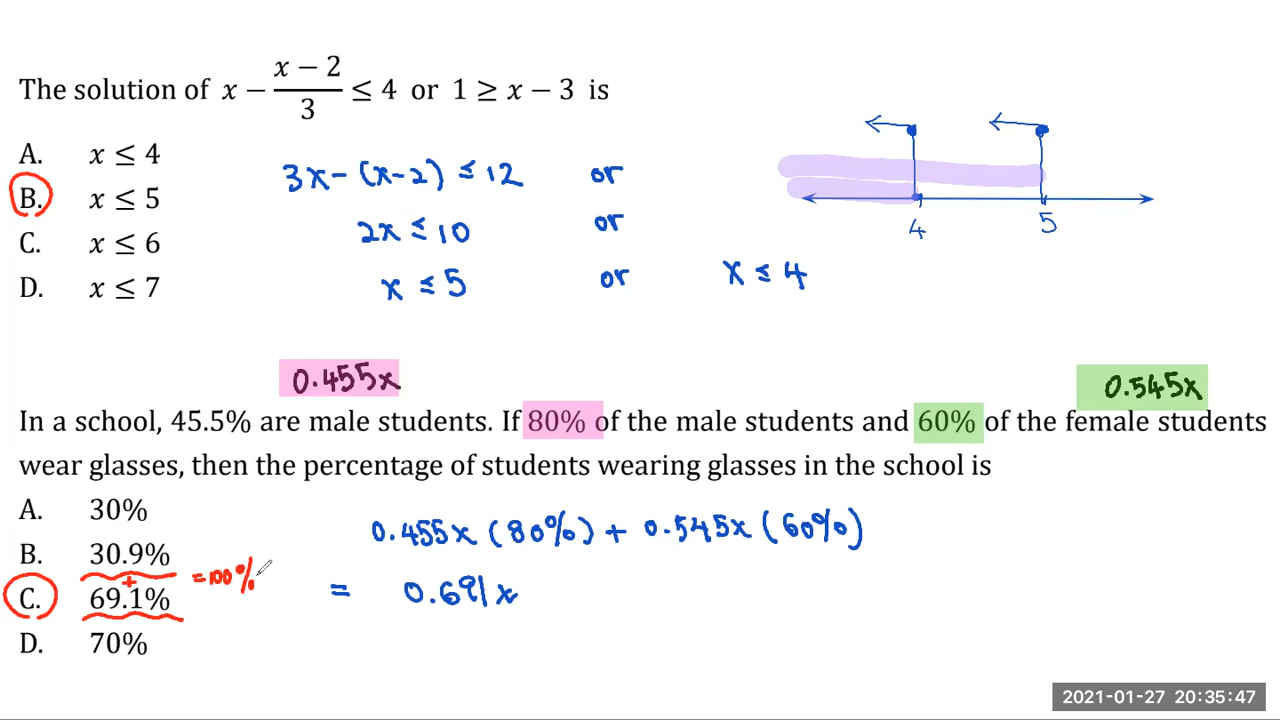 The solution of x − (x − 2)/3 ≤ 4 or 1 ≥ x − 3 is
A. x ≤ 4
B. x ≤ 5
C. x ≤ 6
D. x ≤ 7
3x − (x−2) ≤ 12 or
2x ≤ 10 or
x ≤ 5 or x ≤ 4
4 5
0.455x 0.545x
In a school, 45.5% are male students. If 80% of the male students and 60% of the female students
wear glasses, then the percentage of students wearing glasses in the school is
A. 30%
B. 30.9%
+ = 100%
C. 69.1%
D. 70%
0.455x (80%) + 0.545x (60%)
= 0.691x
2021-01-27 20:35:47